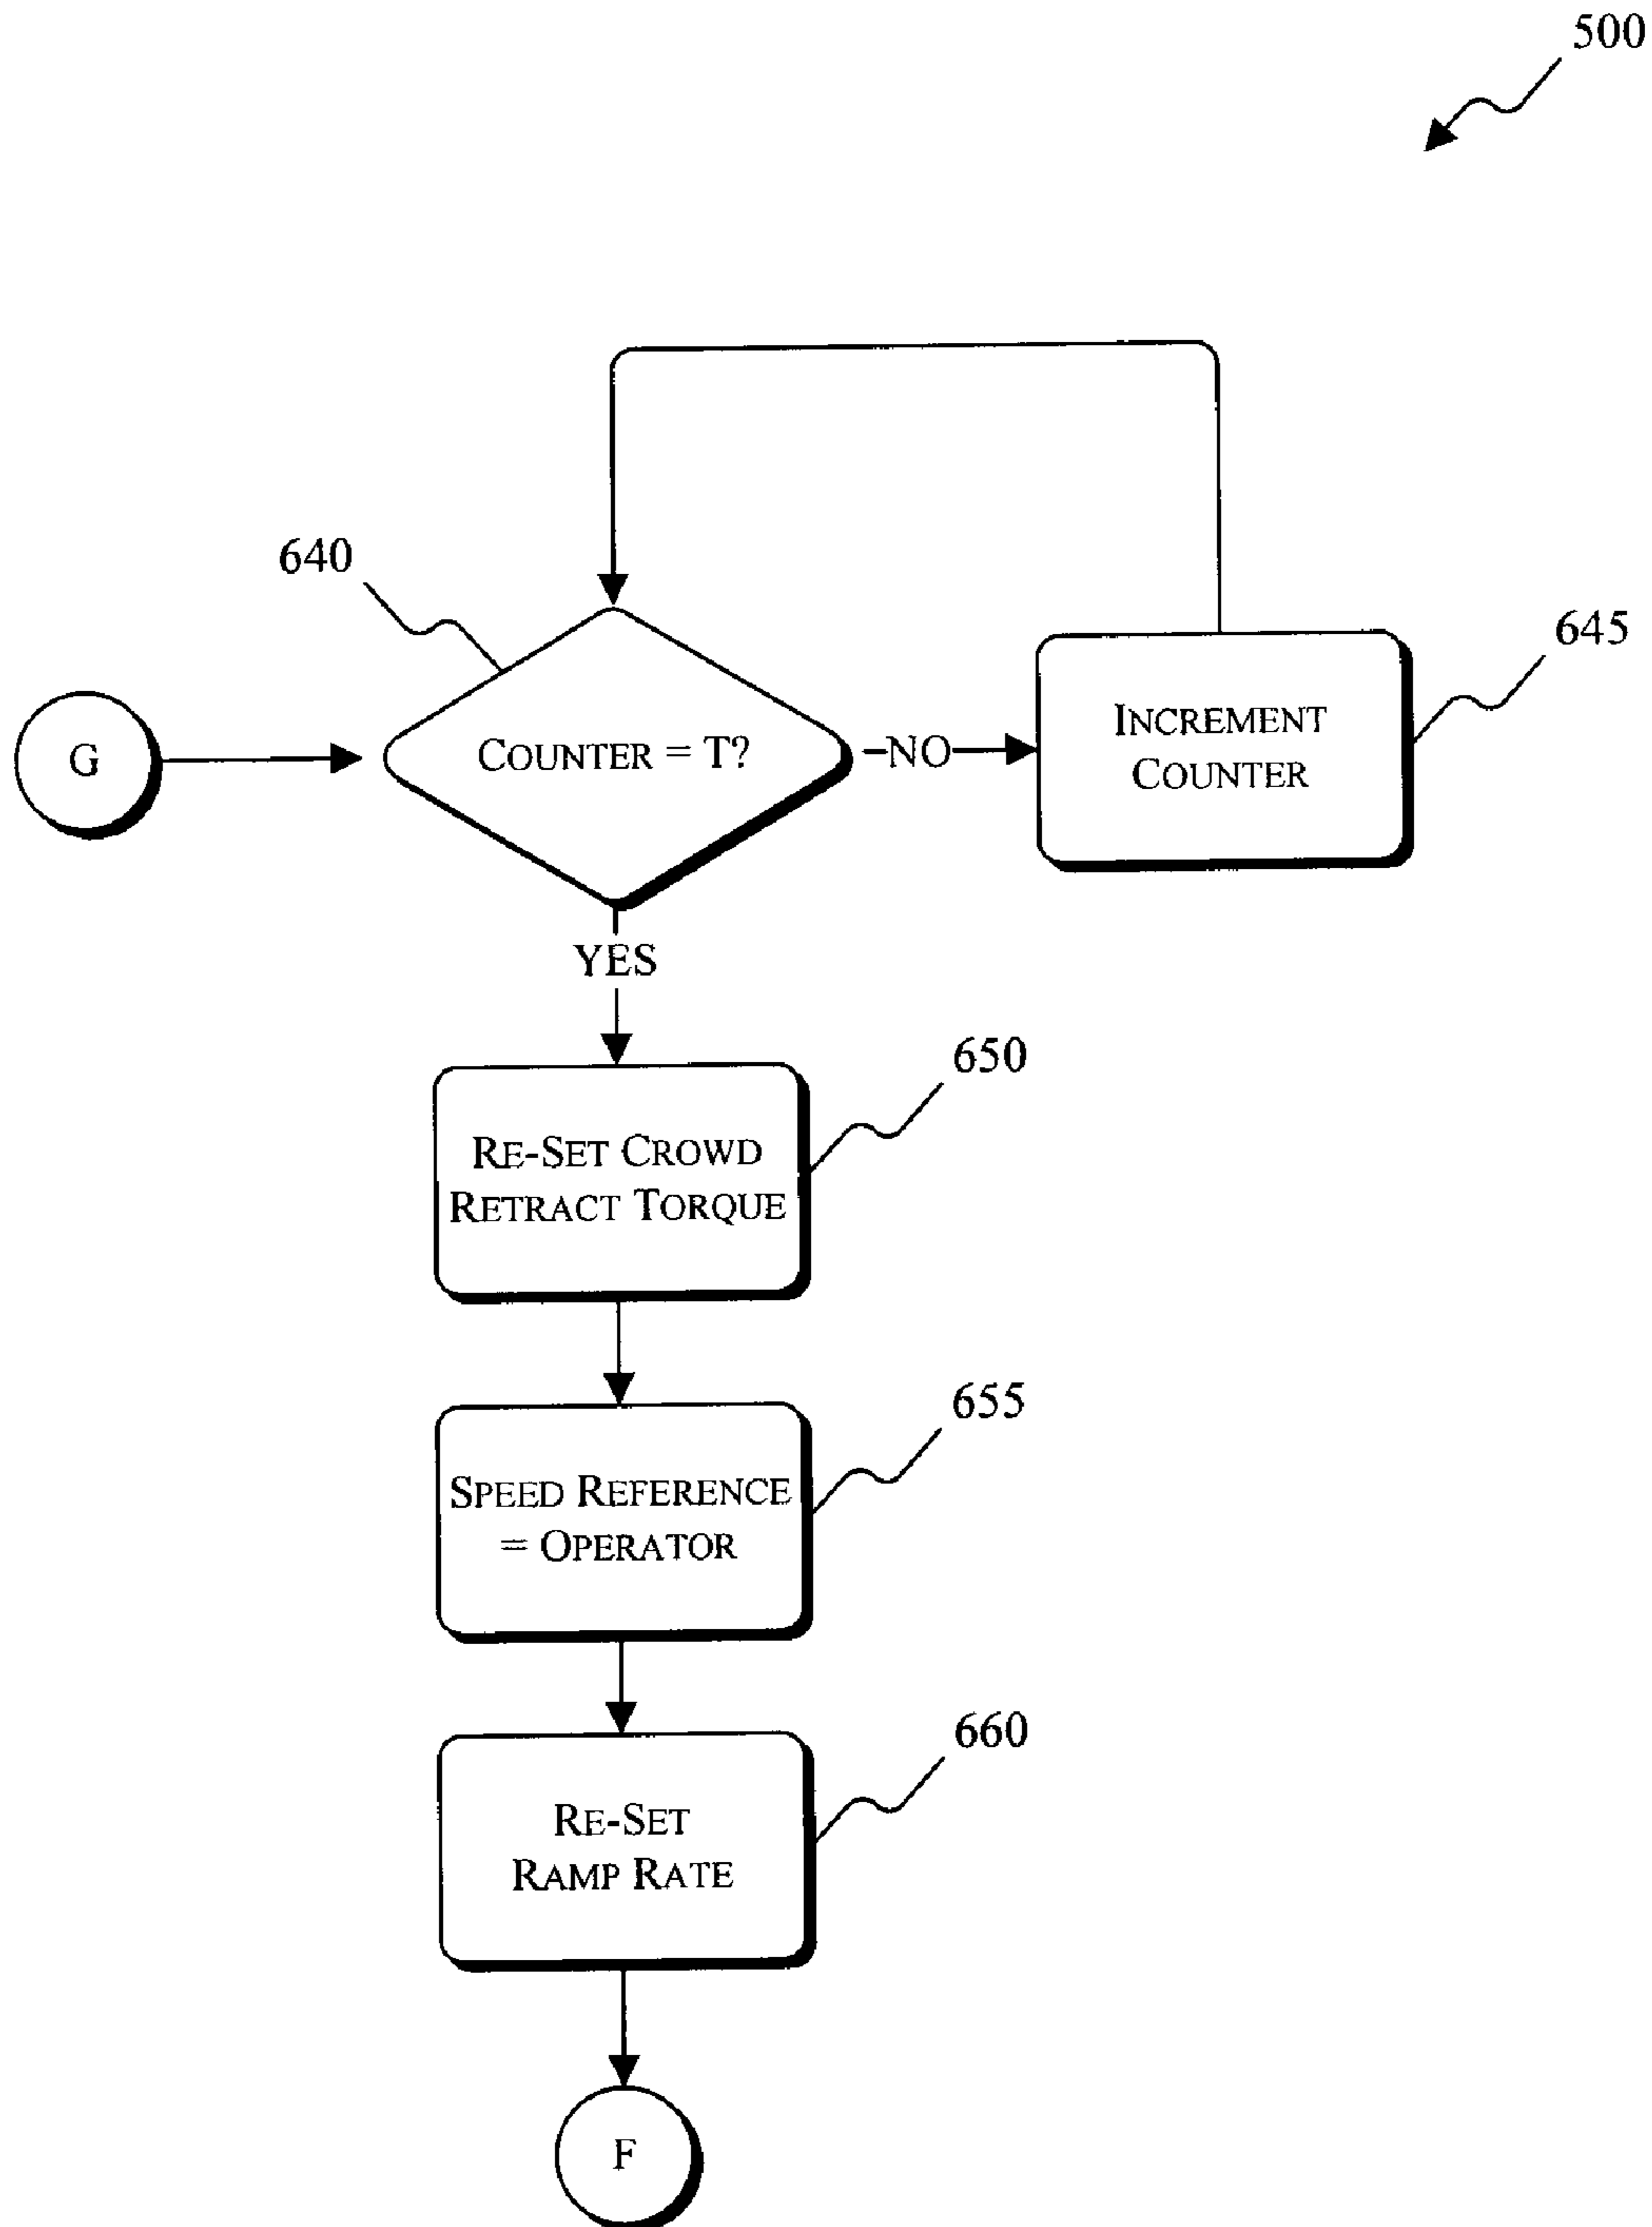 500
640
645
G
COUNTER = T?
NO
INCREMENT
COUNTER
YES
650
RE-SET CROWD
RETRACT TORQUE
655
SPEED REFERENCE
= OPERATOR
660
RE-SET
RAMP RATE
F